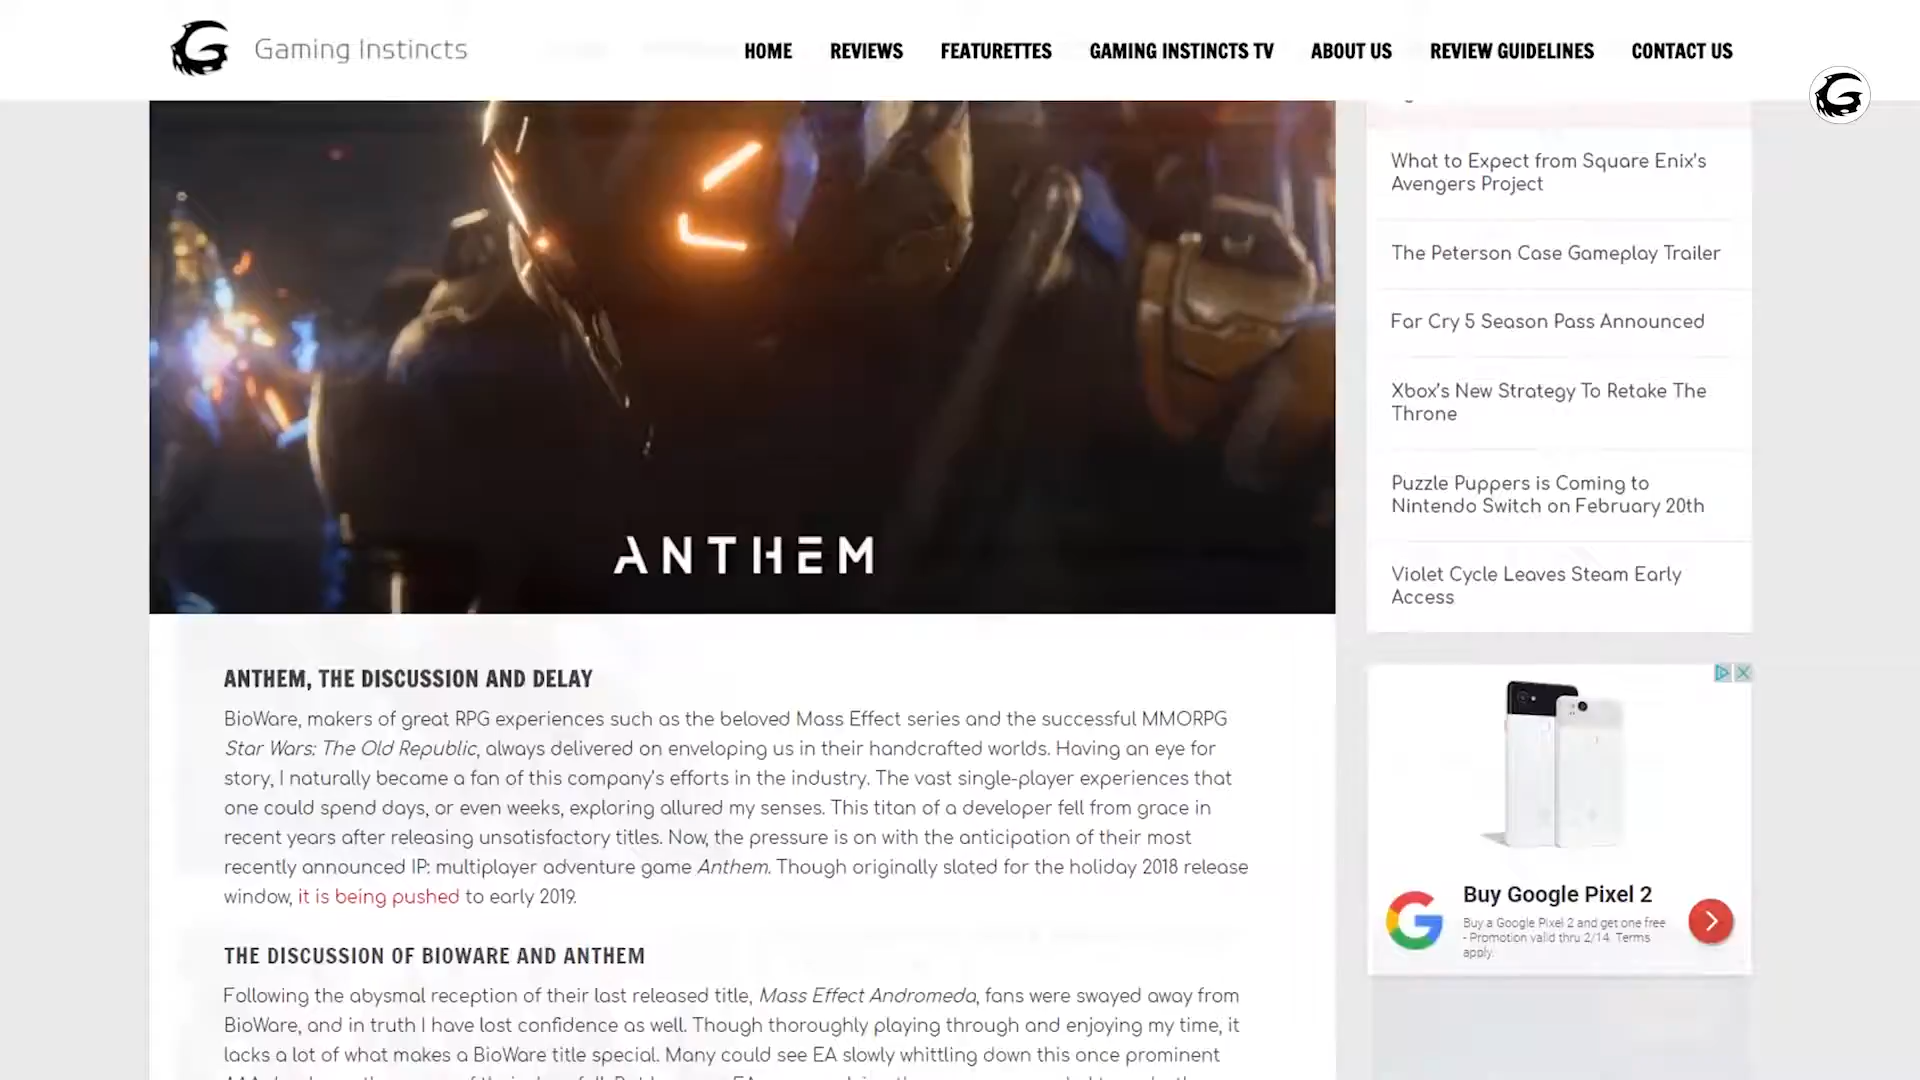 Gaming Instincts
HOME REVIEWS FEATURETTES GAMING INSTINCTS TV ABOUT US REVIEW GUIDELINES CONTACT US
ANTHEM
ANTHEM, THE DISCUSSION AND DELAY
BioWare, makers of great RPG experiences such as the beloved Mass Effect series and the successful MMORPG
Star Wars: The Old Republic, always delivered on enveloping us in their handcrafted worlds. Having an eye for
story, I naturally became a fan of this company's efforts in the industry. The vast single-player experiences that
one could spend days, or even weeks, exploring allured my senses. This titan of a developer fell from grace in
recent years after releasing unsatisfactory titles. Now, the pressure is on with the anticipation of their most
recently announced IP: multiplayer adventure game Anthem. Though originally slated for the holiday 2018 release
window, it is being pushed to early 2019.
THE DISCUSSION OF BIOWARE AND ANTHEM
Following the abysmal reception of their last released title, Mass Effect Andromeda, fans were swayed away from
BioWare, and in truth I have lost confidence as well. Though thoroughly playing through and enjoying my time, it
lacks a lot of what makes a BioWare title special. Many could see EA slowly whittling down this once prominent
What to Expect from Square Enix's
Avengers Project
The Peterson Case Gameplay Trailer
Far Cry 5 Season Pass Announced
Xbox's New Strategy To Retake The
Throne
Puzzle Puppers is Coming to
Nintendo Switch on February 20th
Violet Cycle Leaves Steam Early
Access
Buy Google Pixel 2
Buy a Google Pixel 2 and get one free
- Promotion valid thru 2/14. Terms
apply.